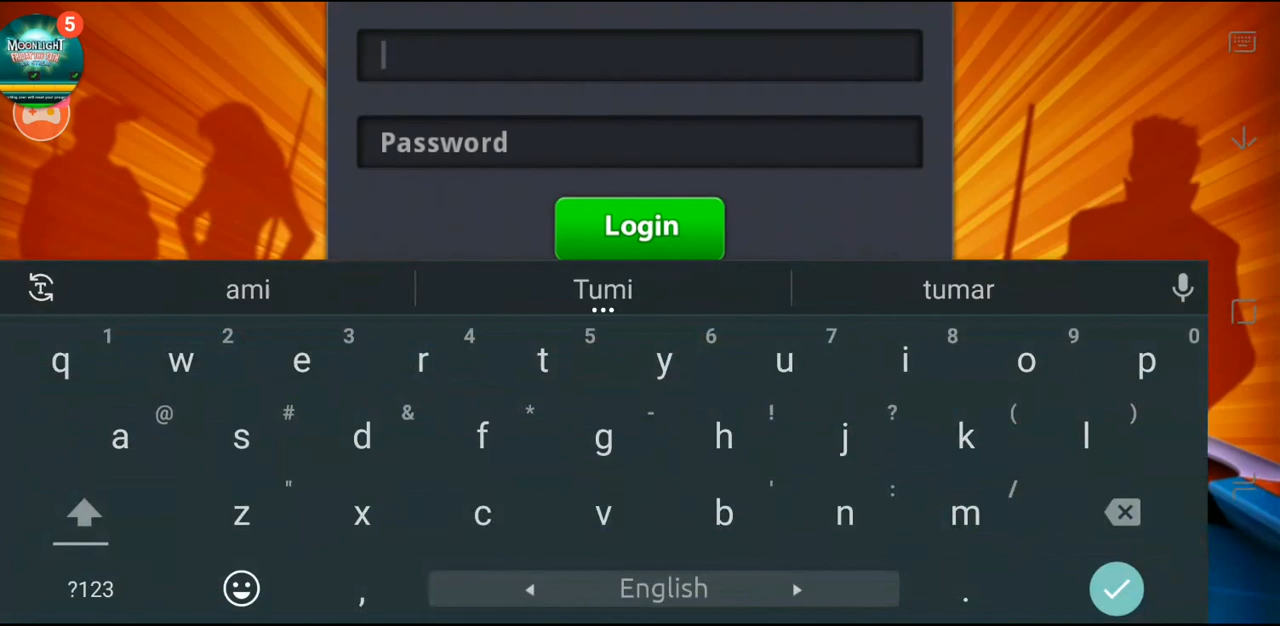 5
MOONLIGHT
Password
Login
ami Tumi tumar
1 2 3 4 5 6 7 8 9 0
q w e r t y u i o p
@ # & * - ! ? ( )
a s d f g h j k l
" ' : /
z x c v b n m
?123 , English .